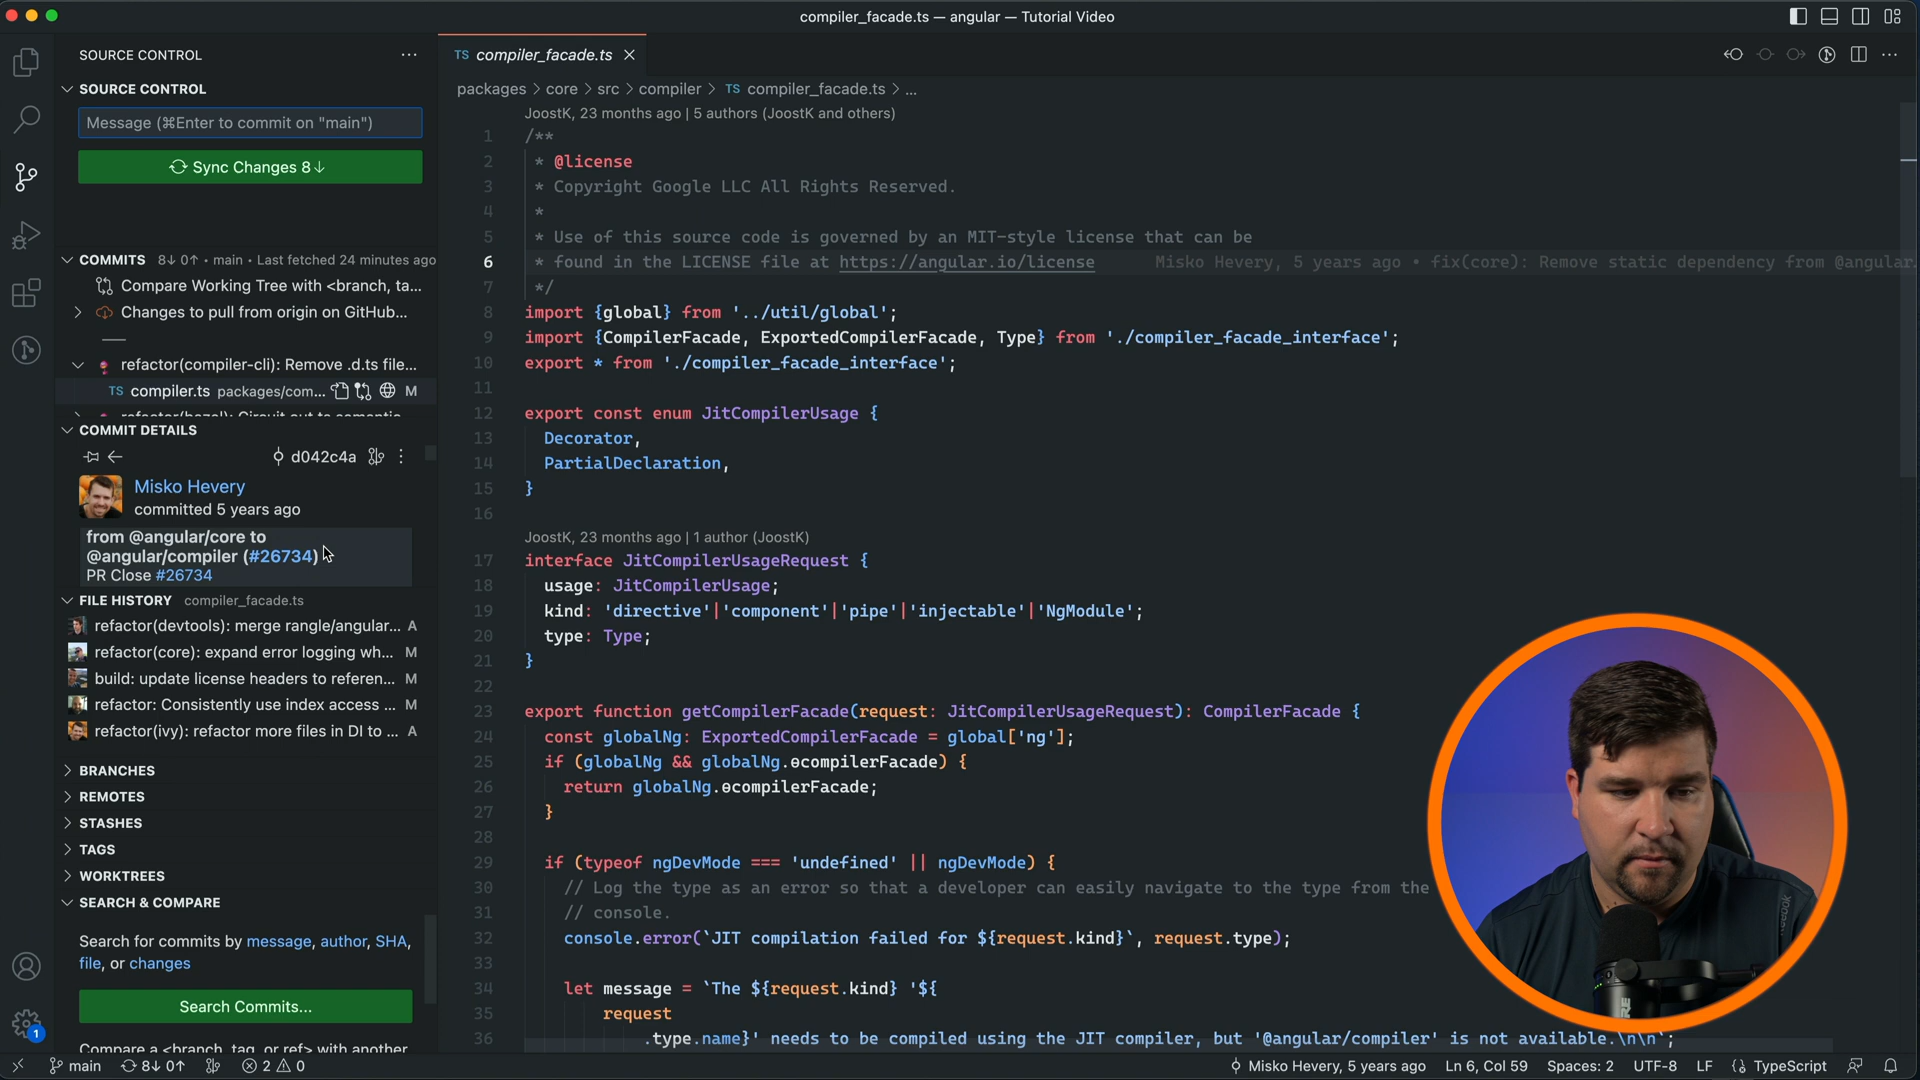 compiler_facade.ts — angular — Tutorial Video
SOURCE CONTROL
SOURCE CONTROL
Message (⌘Enter to commit on "main")
Sync Changes 8↓
COMMITS 8↓ 0↑ • main • Last fetched 24 minutes ago
Compare Working Tree with <branch, ta...
Changes to pull from origin on GitHub...
refactor(compiler-cli): Remove .d.ts file...
TS compiler.ts packages/com... M
COMMIT DETAILS
d042c4a
Misko Hevery
committed 5 years ago
from @angular/core to
@angular/compiler (#26734)
PR Close #26734
FILE HISTORY compiler_facade.ts
refactor(devtools): merge rangle/angular... A
refactor(core): expand error logging wh... M
build: update license headers to referen... M
refactor: Consistently use index access ... M
refactor(ivy): refactor more files in DI to ... A
BRANCHES
REMOTES
STASHES
TAGS
WORKTREES
SEARCH & COMPARE
Search for commits by message, author, SHA,
file, or changes
Search Commits...
Compare a <branch, tag, or ref> with another
TS compiler_facade.ts
packages > core > src > compiler > TS compiler_facade.ts > ...
JoostK, 23 months ago | 5 authors (JoostK and others)
1 /**
2 * @license
3 * Copyright Google LLC All Rights Reserved.
4 *
5 * Use of this source code is governed by an MIT-style license that can be
6 * found in the LICENSE file at https://angular.io/license Misko Hevery, 5 years ago • fix(core): Remove static dependency from @angular
7 */
8 import {global} from '../util/global';
9 import {CompilerFacade, ExportedCompilerFacade, Type} from './compiler_facade_interface';
10 export * from './compiler_facade_interface';
11
12 export const enum JitCompilerUsage {
13 Decorator,
14 PartialDeclaration,
15 }
16
JoostK, 23 months ago | 1 author (JoostK)
17 interface JitCompilerUsageRequest {
18 usage: JitCompilerUsage;
19 kind: 'directive'|'component'|'pipe'|'injectable'|'NgModule';
20 type: Type;
21 }
22
23 export function getCompilerFacade(request: JitCompilerUsageRequest): CompilerFacade {
24 const globalNg: ExportedCompilerFacade = global['ng'];
25 if (globalNg && globalNg.ɵcompilerFacade) {
26 return globalNg.ɵcompilerFacade;
27 }
28
29 if (typeof ngDevMode === 'undefined' || ngDevMode) {
30 // Log the type as an error so that a developer can easily navigate to the type from the
31 // console.
32 console.error(`JIT compilation failed for ${request.kind}`, request.type);
33
34 let message = `The ${request.kind} '${
35 request
36 .type.name}' needs to be compiled using the JIT compiler, but '@angular/compiler' is not available.\n\n`;
1
main 8↓ 0↑ 2 0
Misko Hevery, 5 years ago Ln 6, Col 59 Spaces: 2 UTF-8 LF {} TypeScript